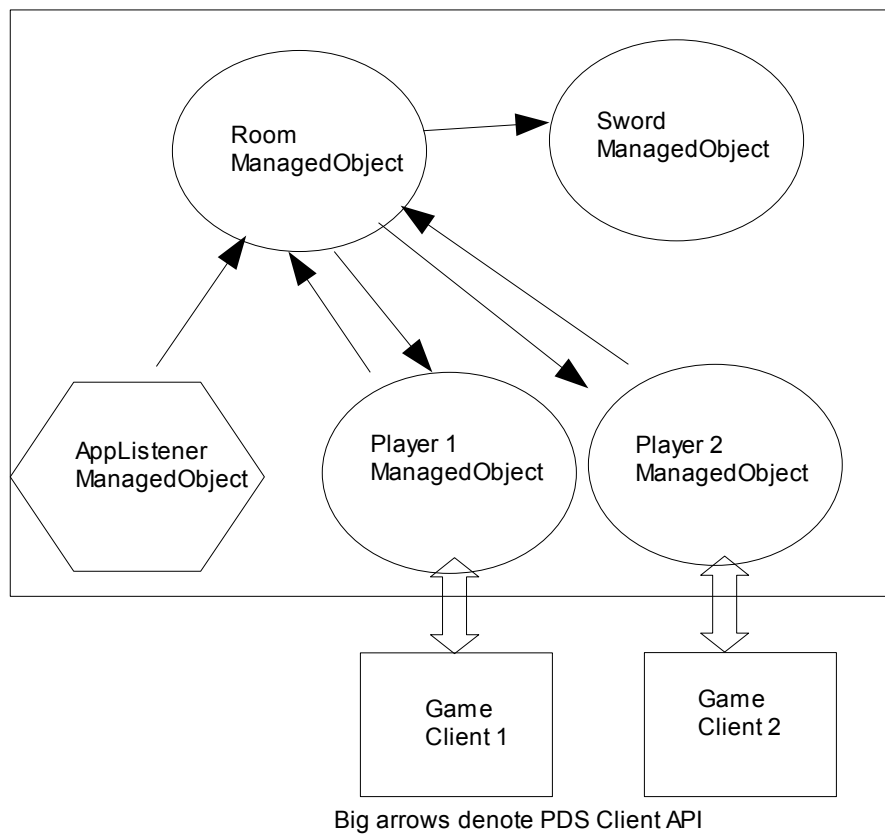 Room
ManagedObject
Sword
ManagedObject
AppListener
ManagedObject
Player 1
ManagedObject
Player 2
ManagedObject
Game
Client 1
Game
Client 2
Big arrows denote PDS Client API